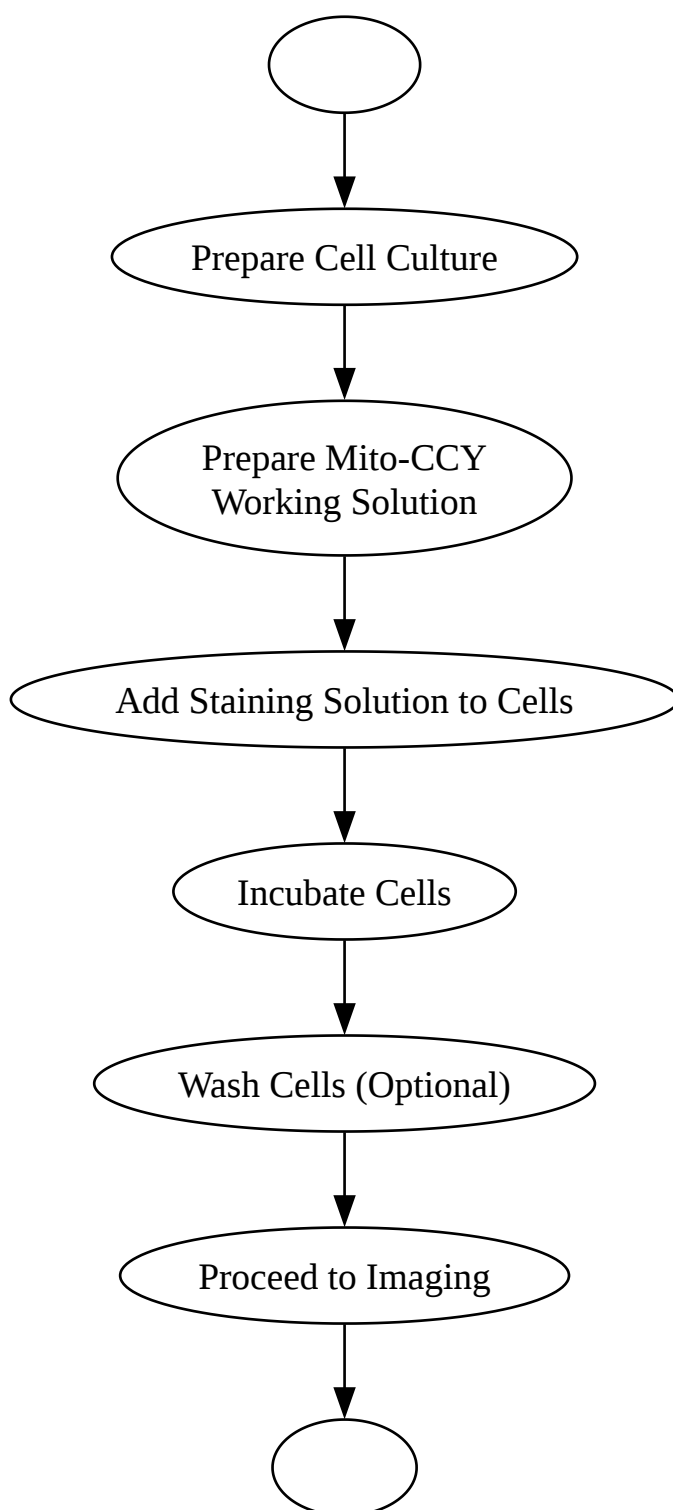 Prepare Cell Culture
Prepare Mito-CCY
Working Solution
Add Staining Solution to Cells
Incubate Cells
Wash Cells (Optional)
Proceed to Imaging